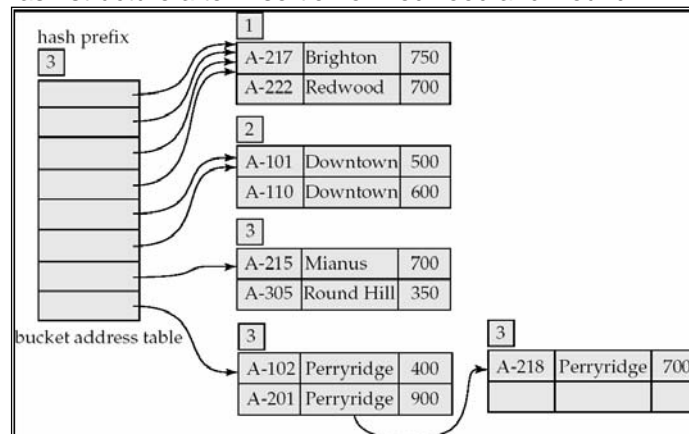 hash prefix
3
1
A-217 Brighton 750
A-222 Redwood 700
2
A-101 Downtown 500
A-110 Downtown 600
3
A-215 Mianus 700
A-305 Round Hill 350
bucket address table
3
A-102 Perryridge 400
A-201 Perryridge 900
3
A-218 Perryridge 700